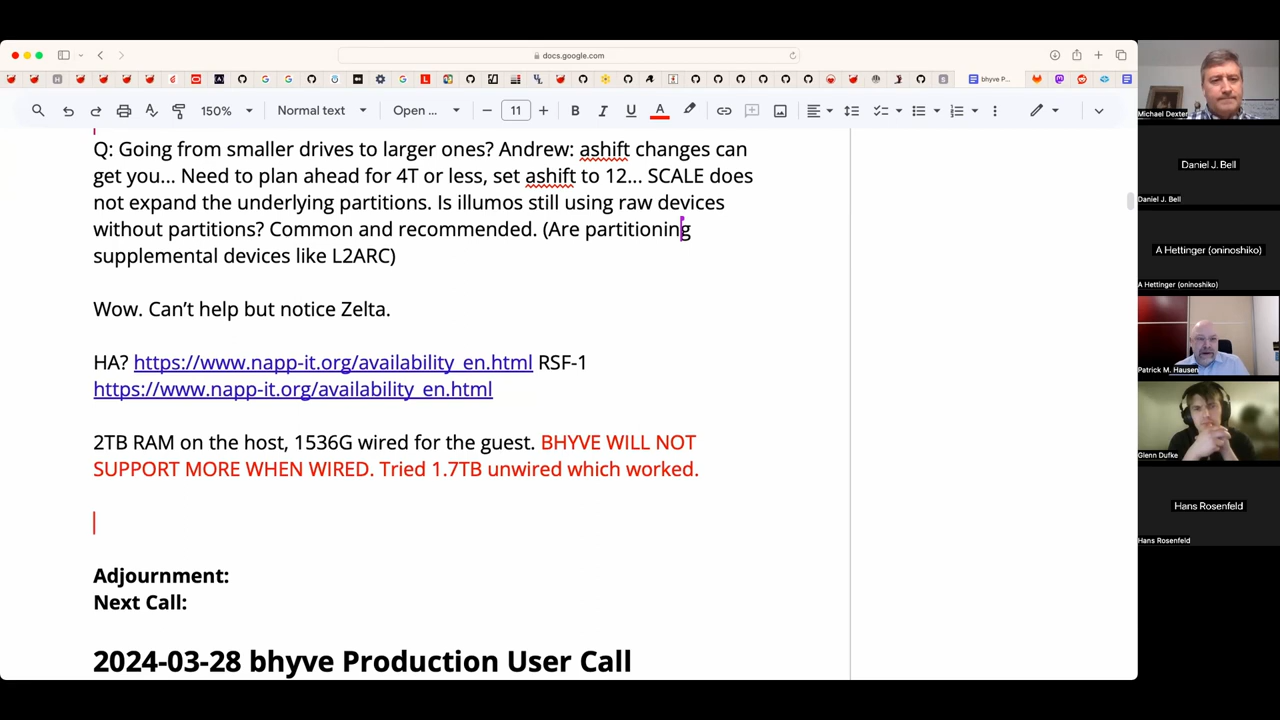 docs.google.com
bhyve P...
150%
Normal text
Open ...
11
Q: Going from smaller drives to larger ones? Andrew: ashift changes can
get you... Need to plan ahead for 4T or less, set ashift to 12... SCALE does
not expand the underlying partitions. Is illumos still using raw devices
without partitions? Common and recommended. (Are partitioning
supplemental devices like L2ARC)
Wow. Can’t help but notice Zelta.
HA? https://www.napp-it.org/availability_en.html RSF-1
https://www.napp-it.org/availability_en.html
2TB RAM on the host, 1536G wired for the guest. BHYVE WILL NOT
SUPPORT MORE WHEN WIRED. Tried 1.7TB unwired which worked.
Adjournment:
Next Call:
2024-03-28 bhyve Production User Call
Michael Dexter
Daniel J. Bell
Daniel J. Bell
A Hettinger (oninoshiko)
A Hettinger (oninoshiko)
Patrick M. Hausen
Glenn Dufke
Hans Rosenfeld
Hans Rosenfeld